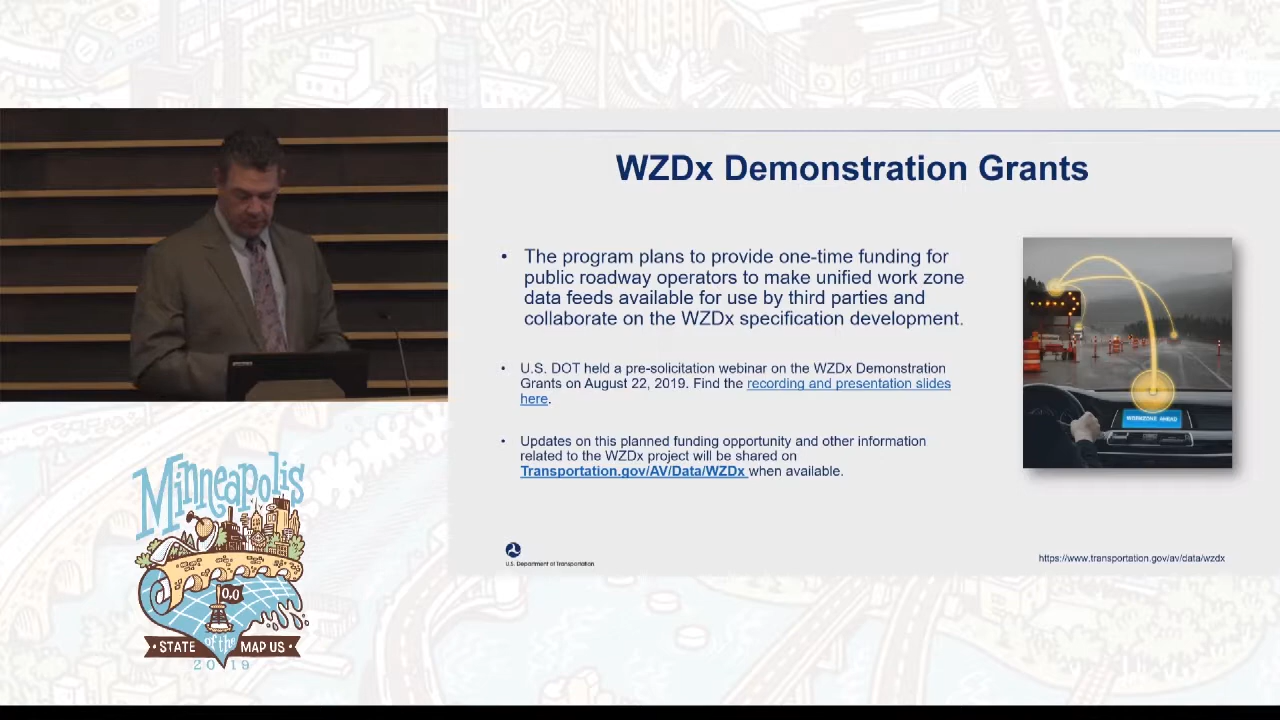 WZDx Demonstration Grants
• The program plans to provide one-time funding for
public roadway operators to make unified work zone
data feeds available for use by third parties and
collaborate on the WZDx specification development.
• U.S. DOT held a pre-solicitation webinar on the WZDx Demonstration
Grants on August 22, 2019. Find the recording and presentation slides
here.
• Updates on this planned funding opportunity and other information
related to the WZDx project will be shared on
Transportation.gov/AV/Data/WZDx when available.
WORKZONE AHEAD
U.S. Department of Transportation
https://www.transportation.gov/av/data/wzdx
Minneapolis
0,0
• STATE of the MAP US •
2019